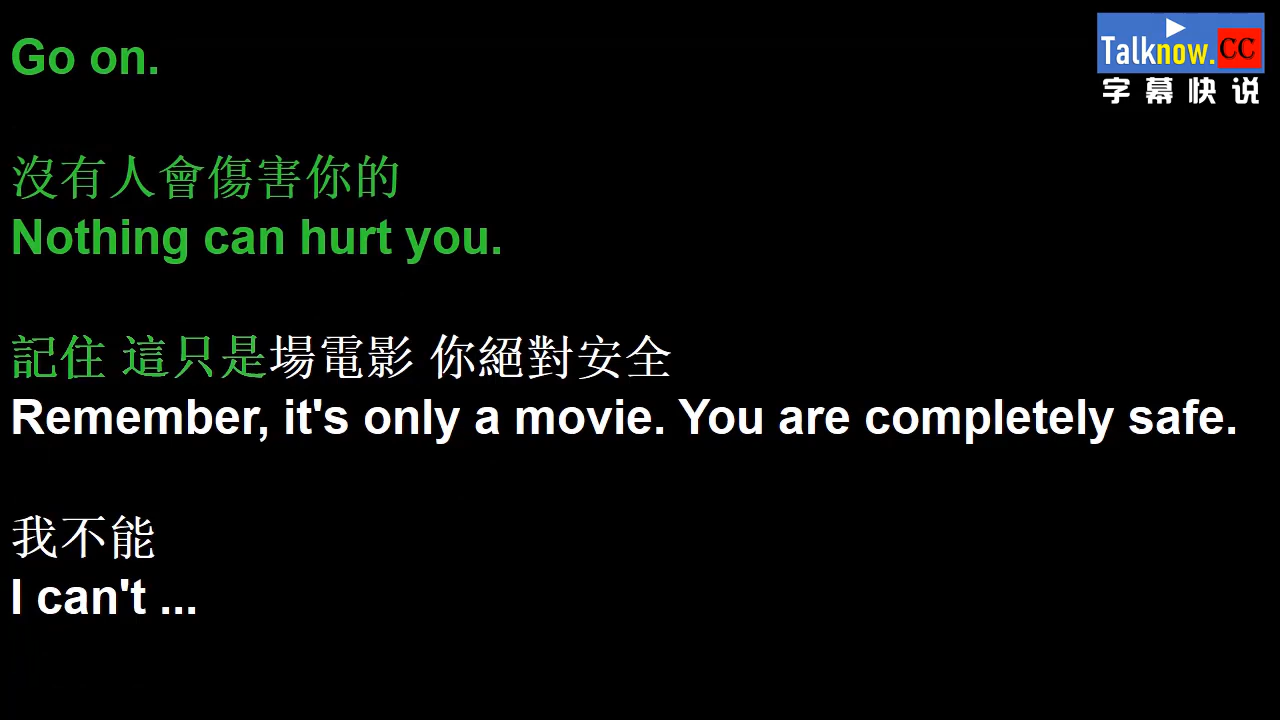 Go on.
Talknow.CC
字幕快说
沒有人會傷害你的
Nothing can hurt you.
記住 這只是場電影 你絕對安全
Remember, it's only a movie. You are completely safe.
我不能
I can't ...